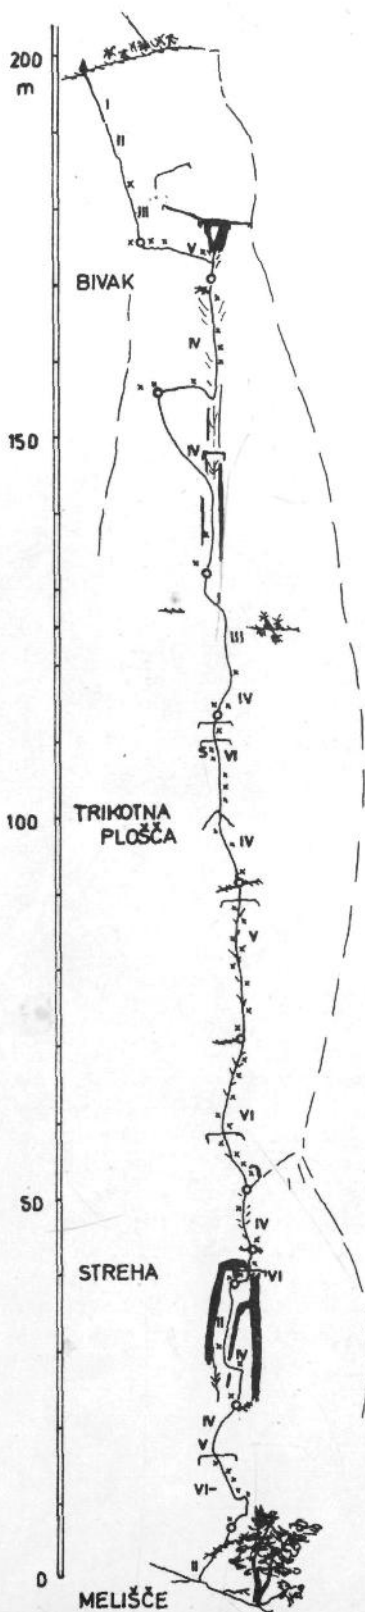 200
m
I
II
III
V
BIVAK
IV
150
IV
III
IV
S VI
TRIKOTNA
PLOŠČA
100
IV
V
VI
50
IV
STREHA
VI
II
IV
IV
V
VI-
II
0
MELIŠČE